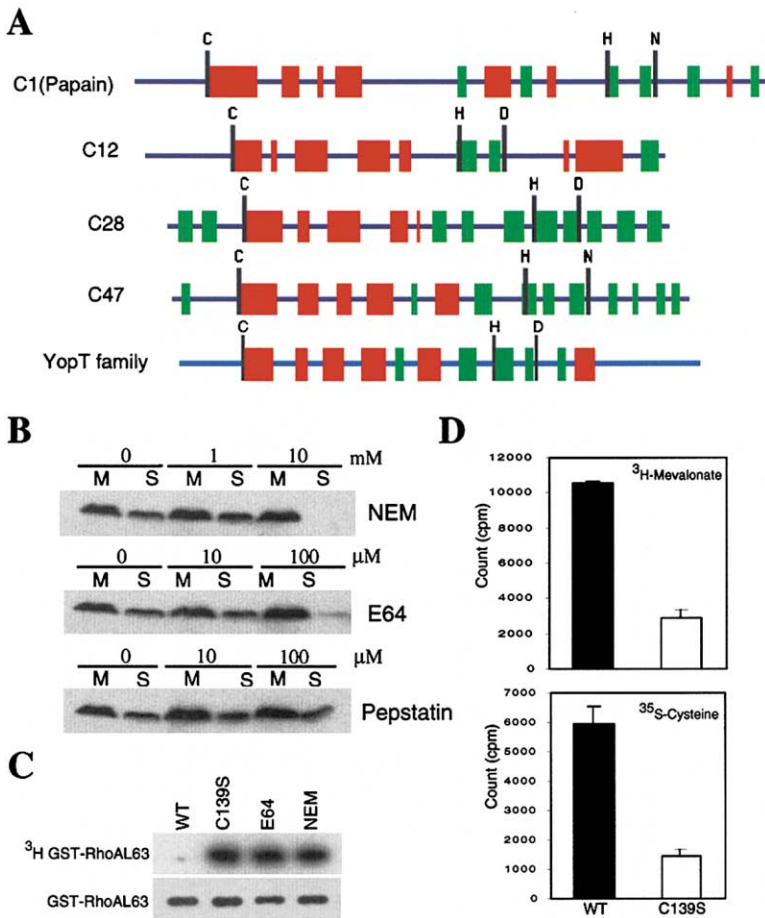 A
C H N
C1(Papain)
C H D
C12
C H D
C28
C H N
C47
C H D
YopT family
B
0 1 10 mM
M S M S M S
NEM
0 10 100 μM
M S M S M S
E64
0 10 100 μM
M S M S M S
Pepstatin
C
WT C139S E64 NEM
³H GST-RhoAL63
GST-RhoAL63
D
³H-Mevalonate
Count (cpm)
12000
10000
8000
6000
4000
2000
0
³⁵S-Cysteine
Count (cpm)
7000
6000
5000
4000
3000
2000
1000
0
WT C139S